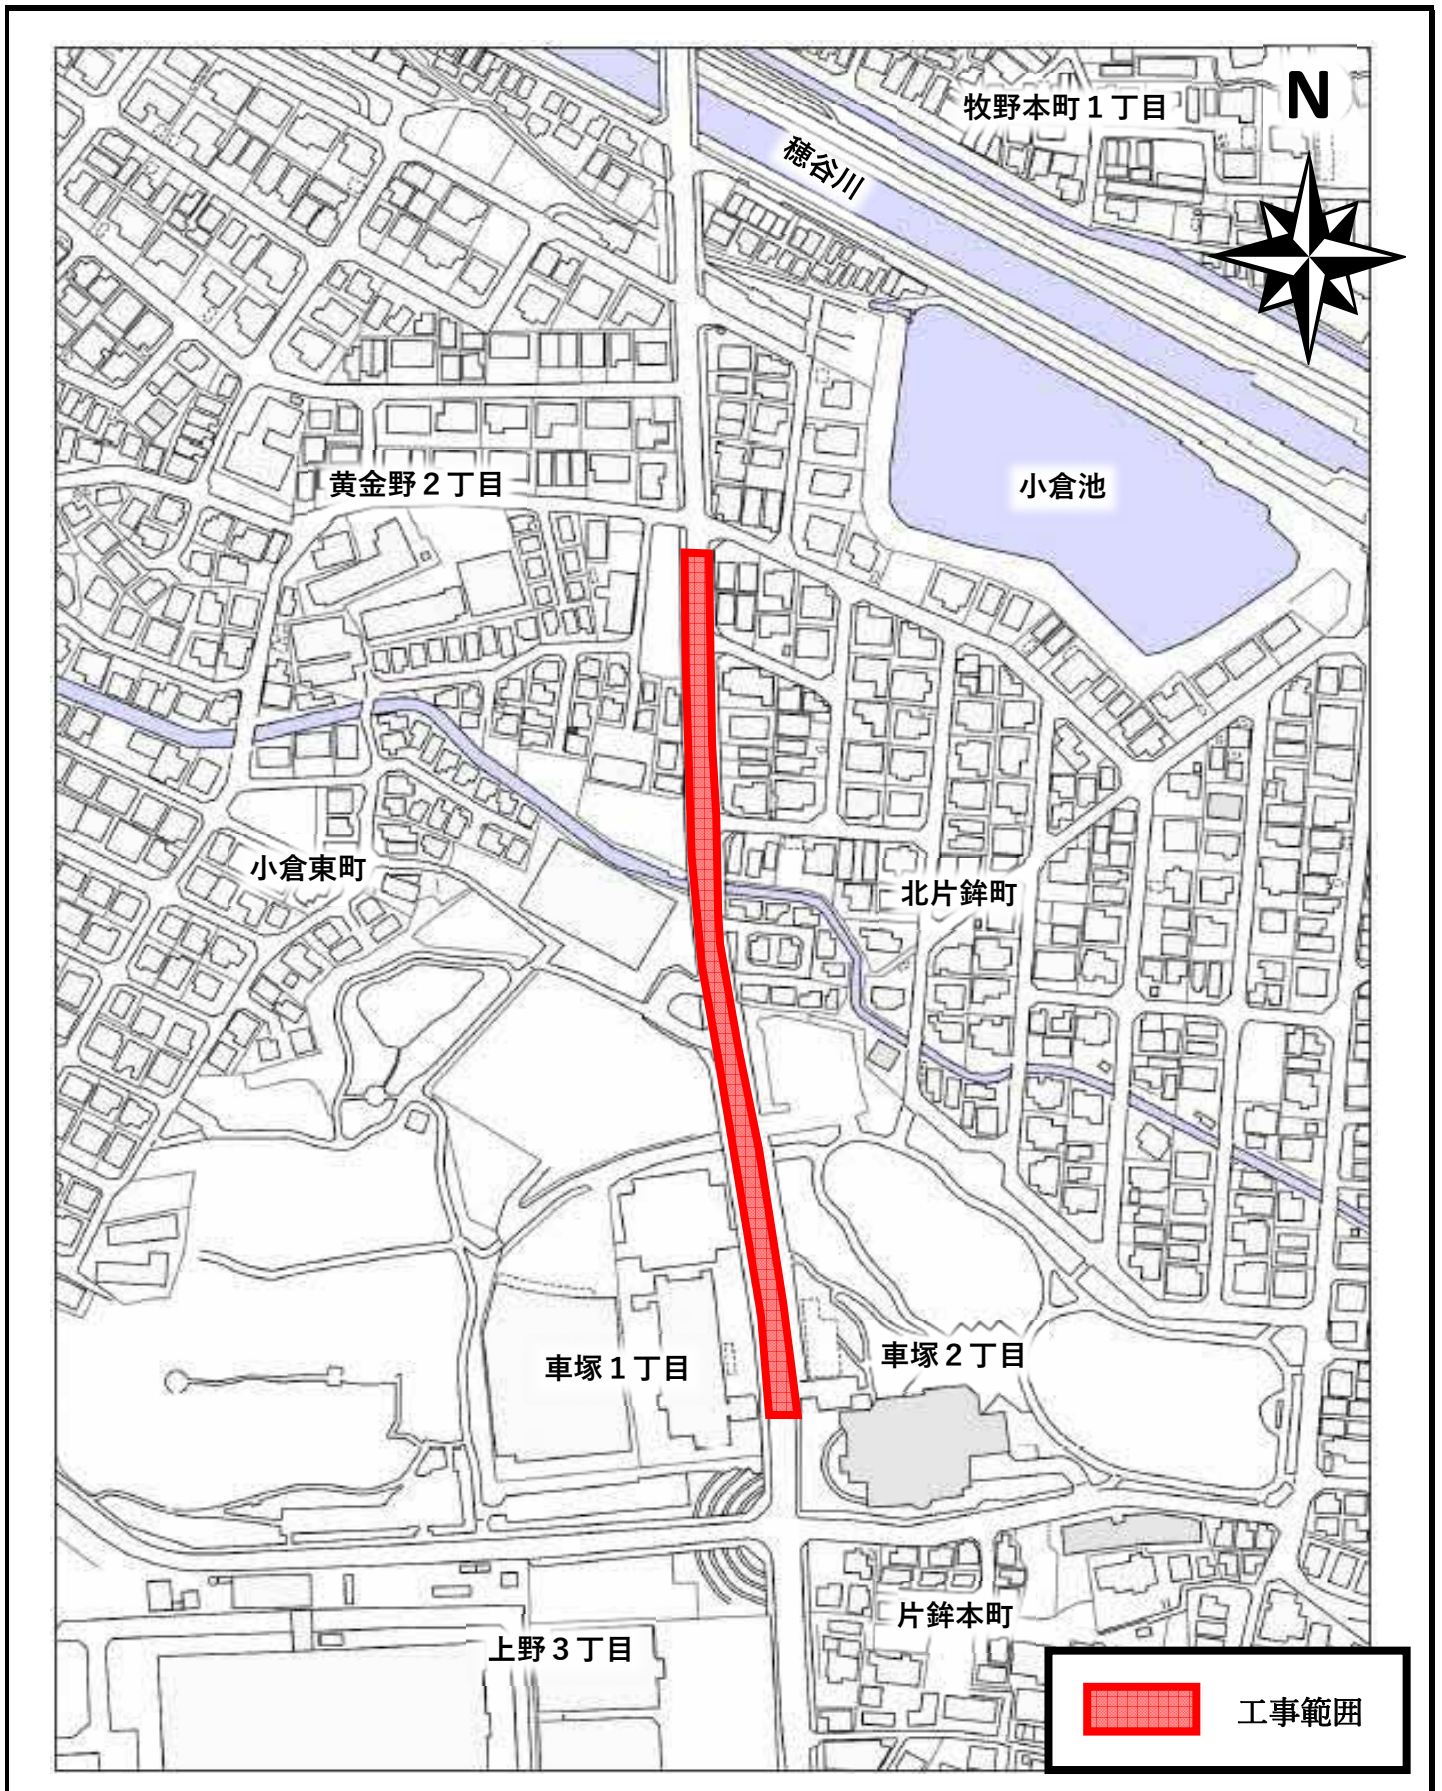 牧野本町１丁目
N
穂谷川
黄金野２丁目
小倉池
小倉東町
北片鉾町
車塚１丁目
車塚２丁目
片鉾本町
上野３丁目
工事範囲